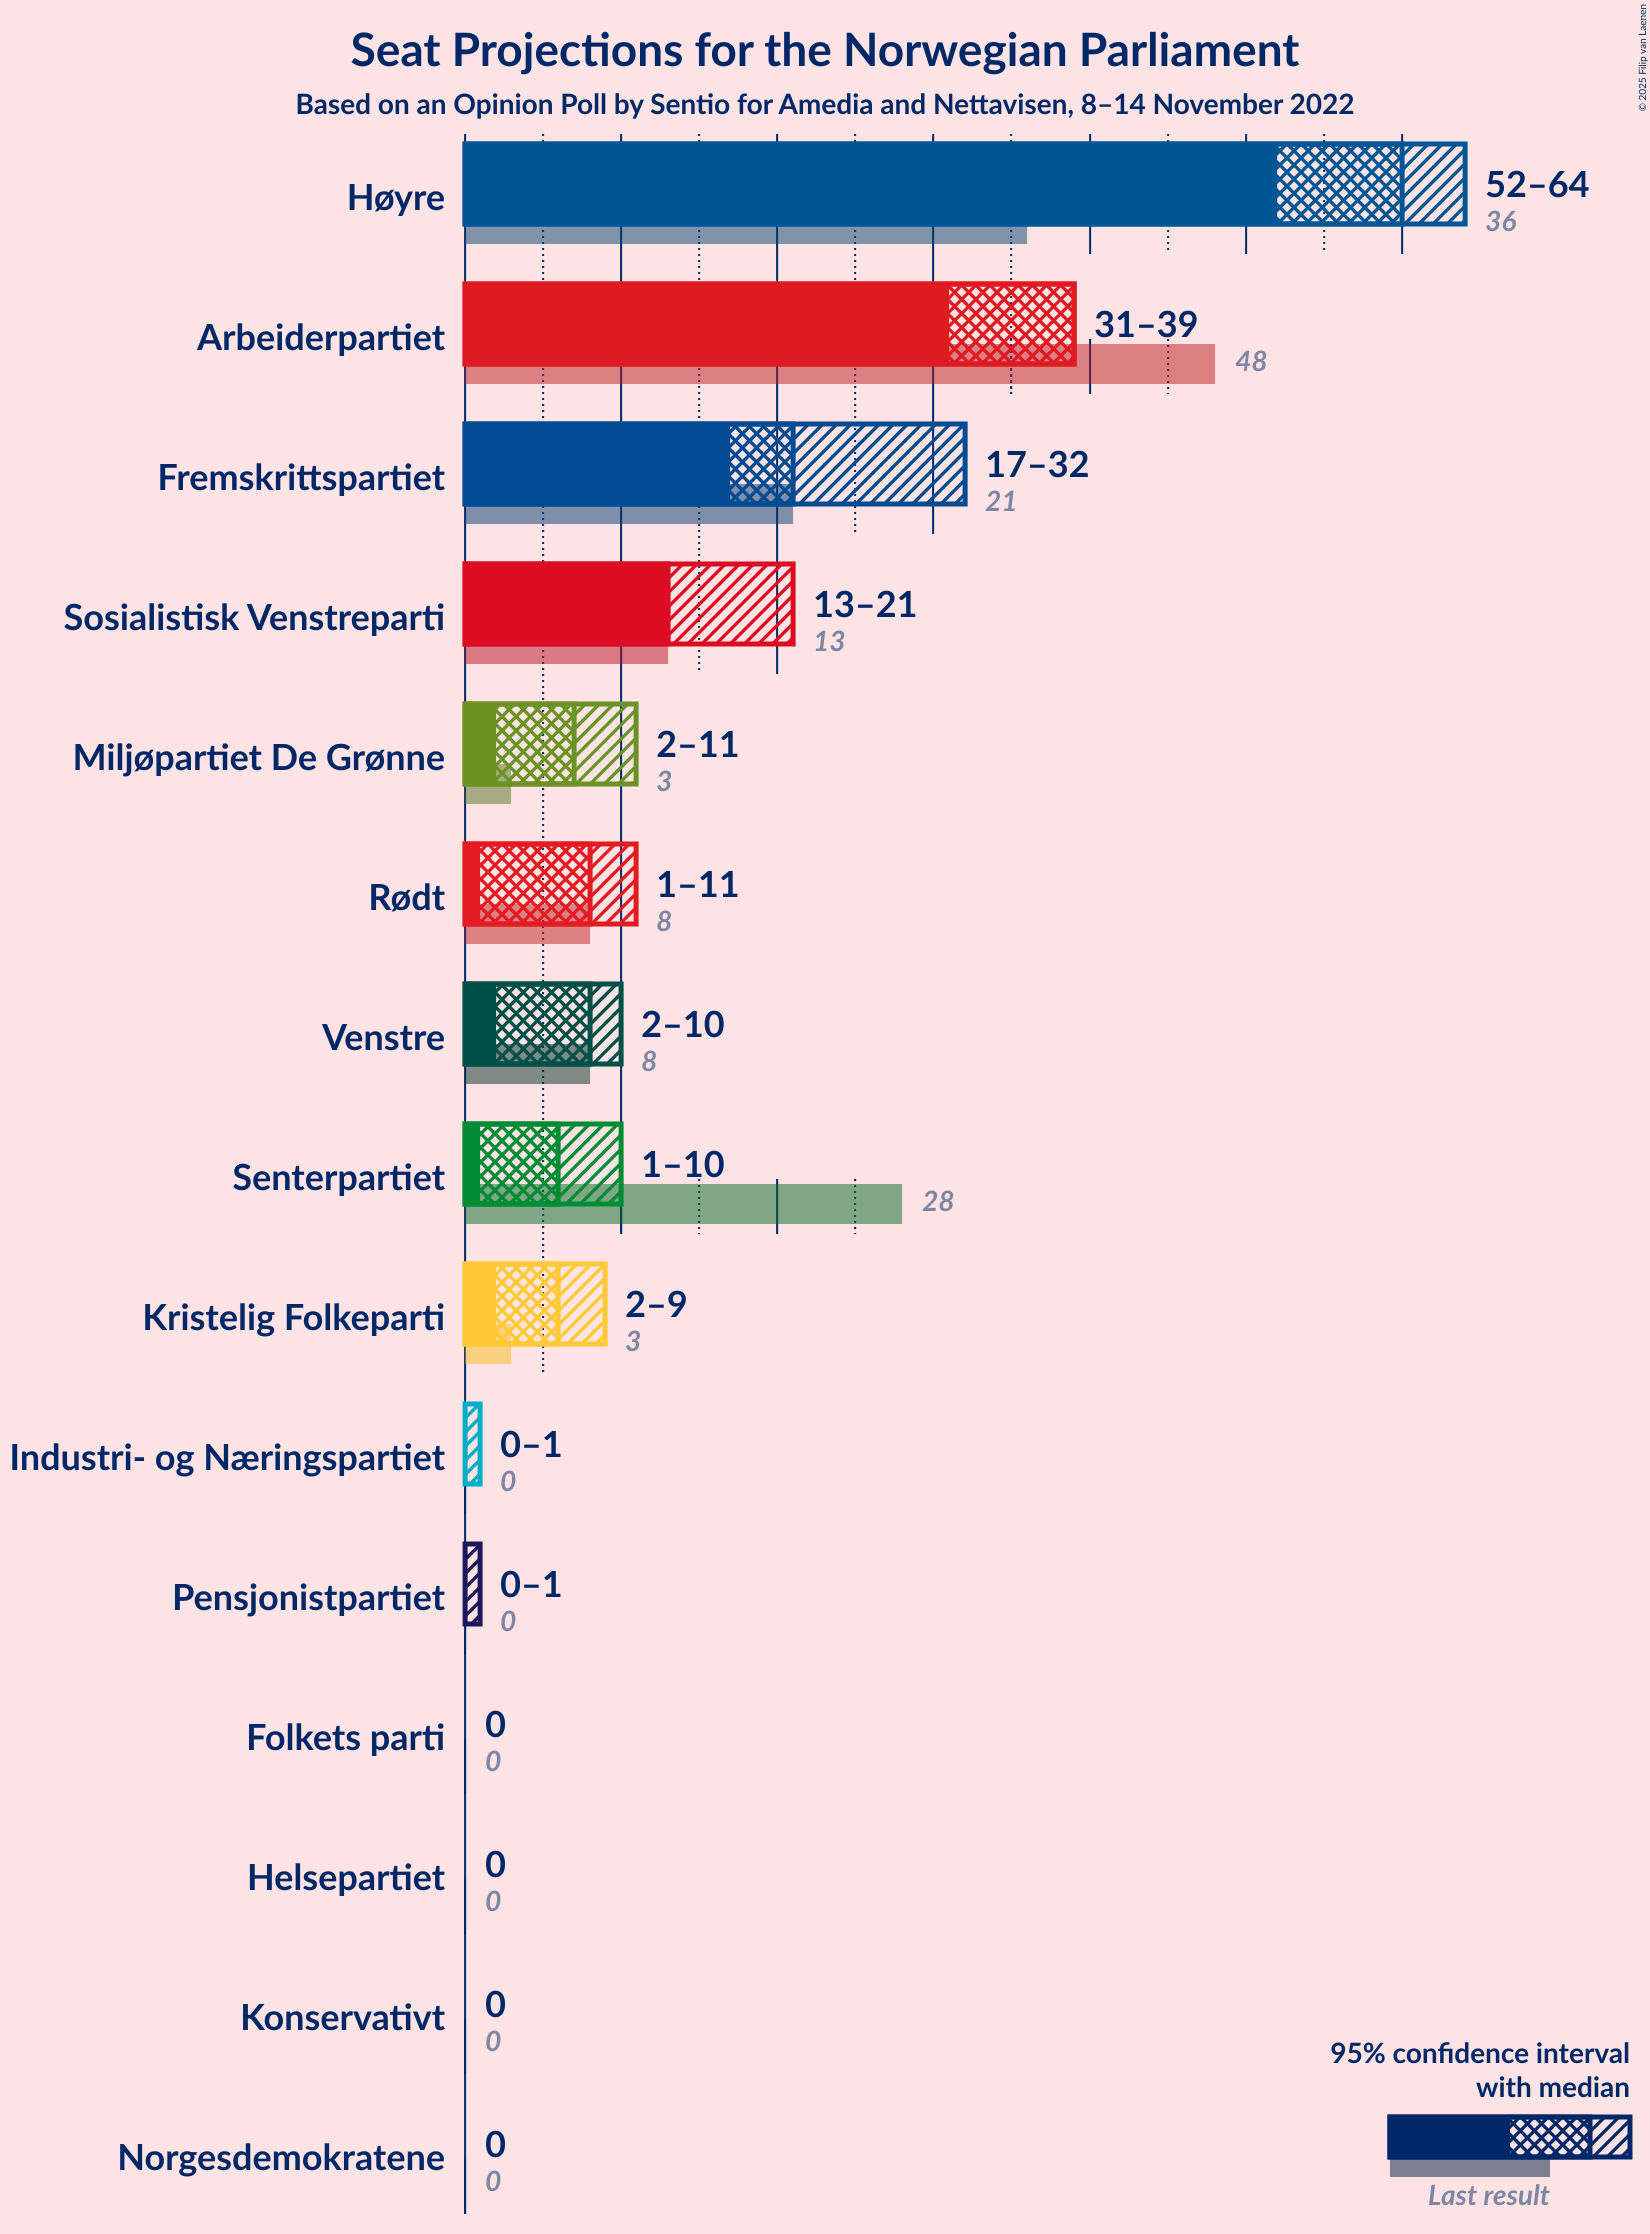 Seat Projections for the Norwegian Parliament
Based on an Opinion Poll by Sentio for Amedia and Nettavisen, 8–14 November 2022
© 2025 Filip van Laenen
Høyre
52–64
36
Arbeiderpartiet
31–39
48
Fremskrittspartiet
17–32
21
Sosialistisk Venstreparti
13–21
13
Miljøpartiet De Grønne
2–11
3
Rødt
1–11
8
Venstre
2–10
8
Senterpartiet
1–10
28
Kristelig Folkeparti
2–9
3
Industri- og Næringspartiet
0–1
0
Pensjonistpartiet
0–1
0
Folkets parti
0
0
Helsepartiet
0
0
Konservativt
0
0
Norgesdemokratene
0
0
95% confidence interval
with median
Last result